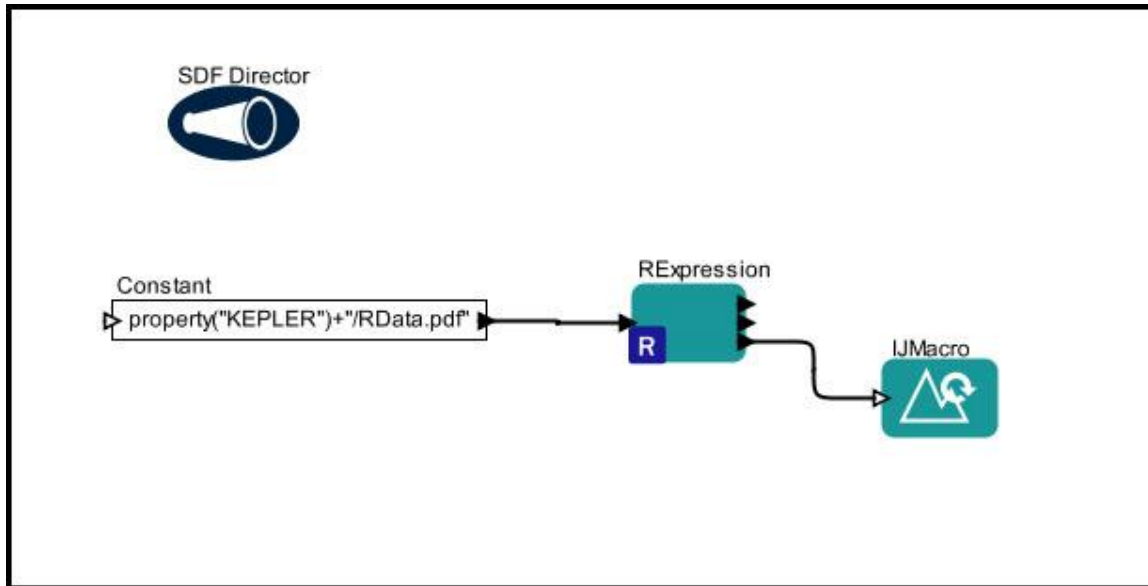 SDF Director
Constant
property("KEPLER")+"/RData.pdf"
RExpression
R
IJMacro